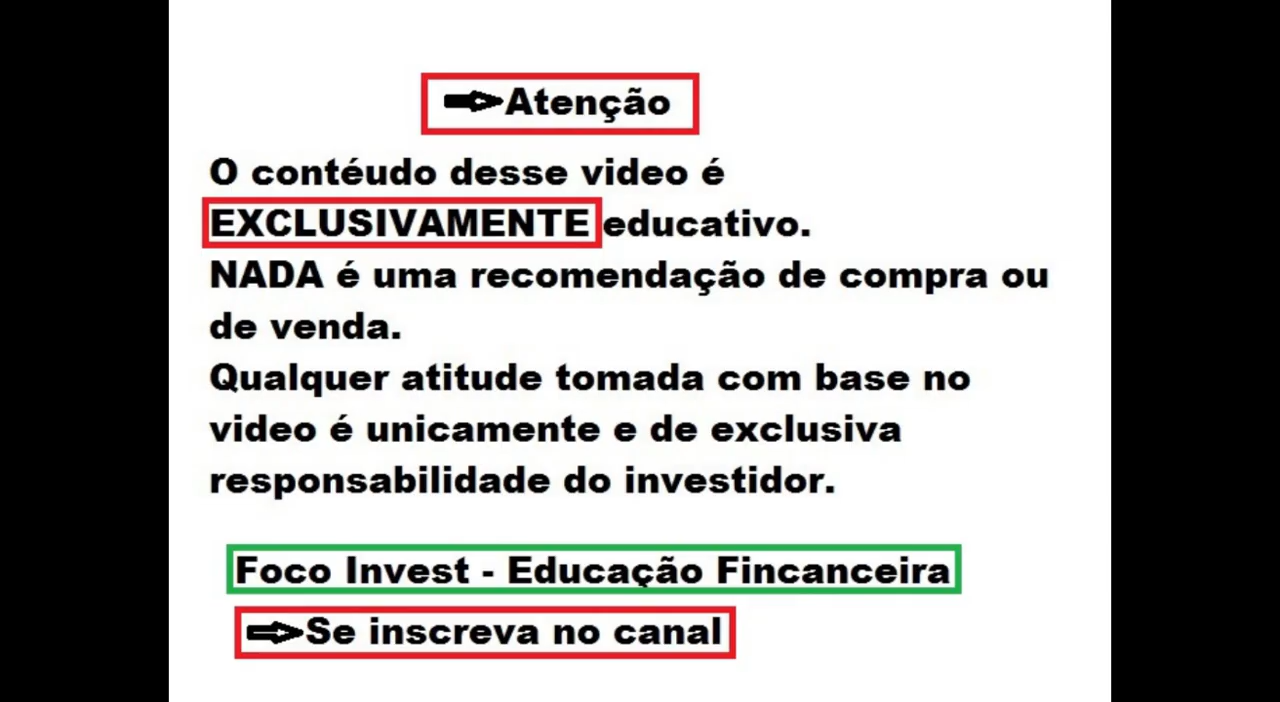 Atenção
O contéudo desse video é
EXCLUSIVAMENTE educativo.
NADA é uma recomendação de compra ou
de venda.
Qualquer atitude tomada com base no
video é unicamente e de exclusiva
responsabilidade do investidor.
Foco Invest - Educação Fincanceira
Se inscreva no canal